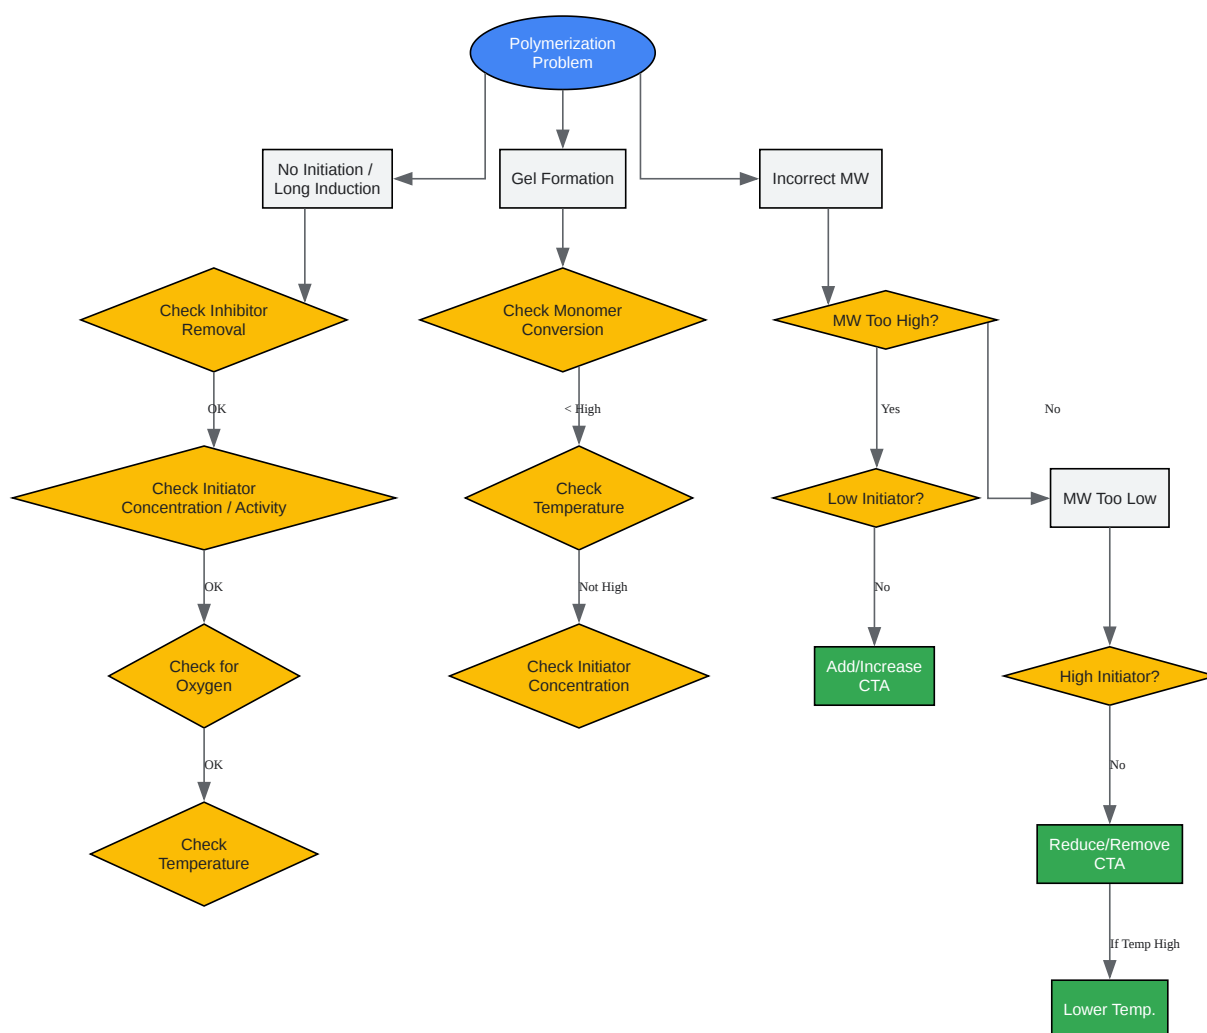 Polymerization
Problem
No Initiation /
Long Induction
Gel Formation
Incorrect MW
Check Inhibitor
Removal
Check Monomer
Conversion
MW Too High?
OK
< High
Yes
No
Check Initiator
Concentration / Activity
Check
Temperature
Low Initiator?
MW Too Low
OK
Not High
No
Check for
Oxygen
Check Initiator
Concentration
Add/Increase
CTA
High Initiator?
OK
No
Check
Temperature
Reduce/Remove
CTA
If Temp High
Lower Temp.